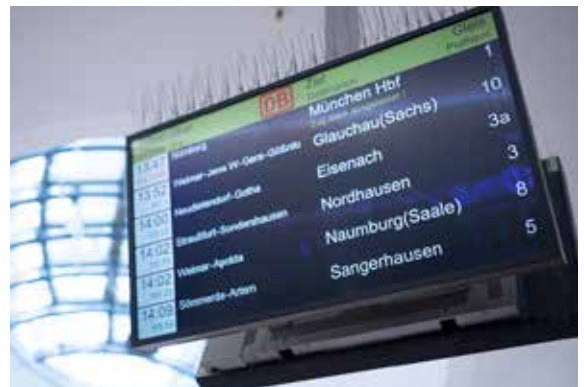 DB Ziel Gleis
13:47 Nürnberg München Hbf 1
13:52 Weimar-Jena W-Gera-Gößnitz Glauchau(Sachs) 10
14:00 Neudietendorf-Gotha Eisenach 3a
14:02 Straußfurt-Sondershausen Nordhausen 3
14:02 Weimar-Apolda Naumburg(Saale) 8
14:09 Sömmerda-Artern Sangerhausen 5